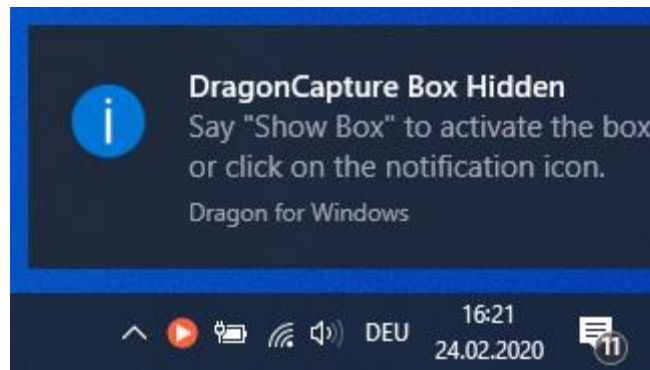 DragonCapture Box Hidden
Say "Show Box" to activate the box
or click on the notification icon.
Dragon for Windows
DEU
16:21
24.02.2020
11